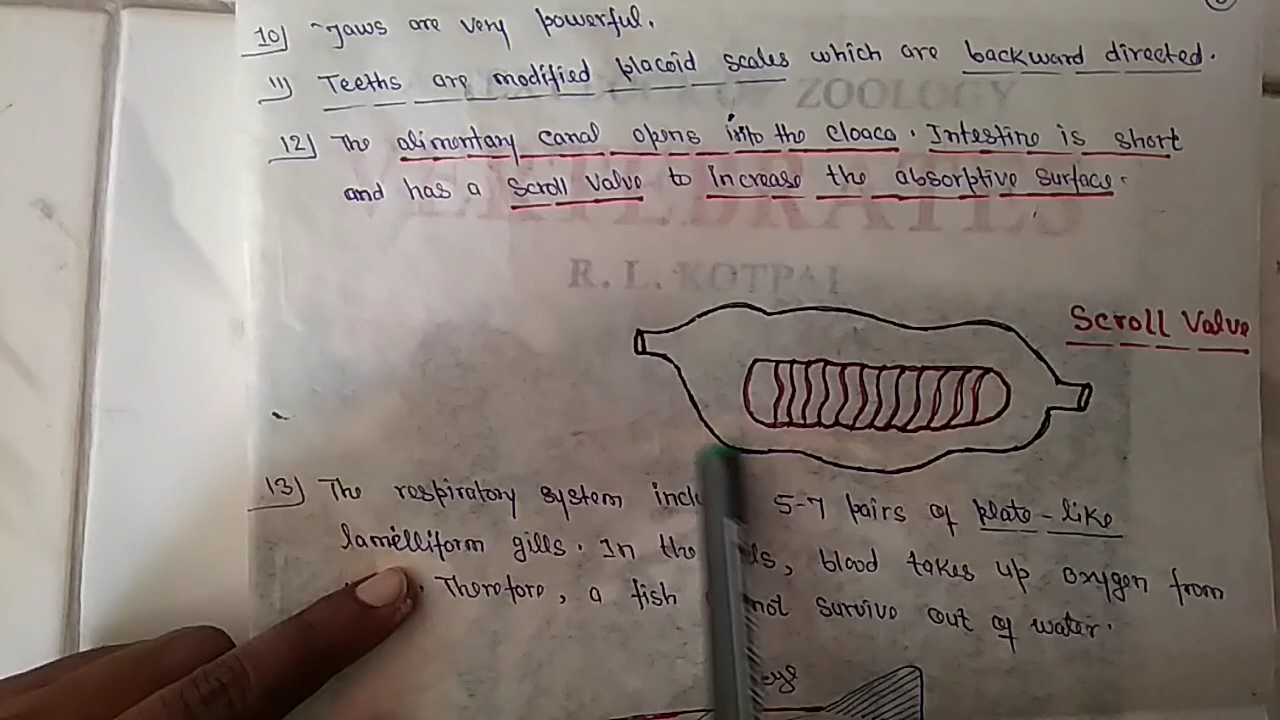 10) Jaws are very powerful.
11) Teeths are modified placoid scales which are backward directed.
ZOOLOGY
12) The alimentary canal opens into the cloaca. Intestine is short
and has a Scroll Valve to increase the absorptive surface.
VERTEBRATES
R. L. KOTPAL
Scroll Valve
13) The respiratory system 5-7 pairs of plate-like
lamelliform gills. In the blood takes up oxygen from
Therefore, a fish not survive out of water.